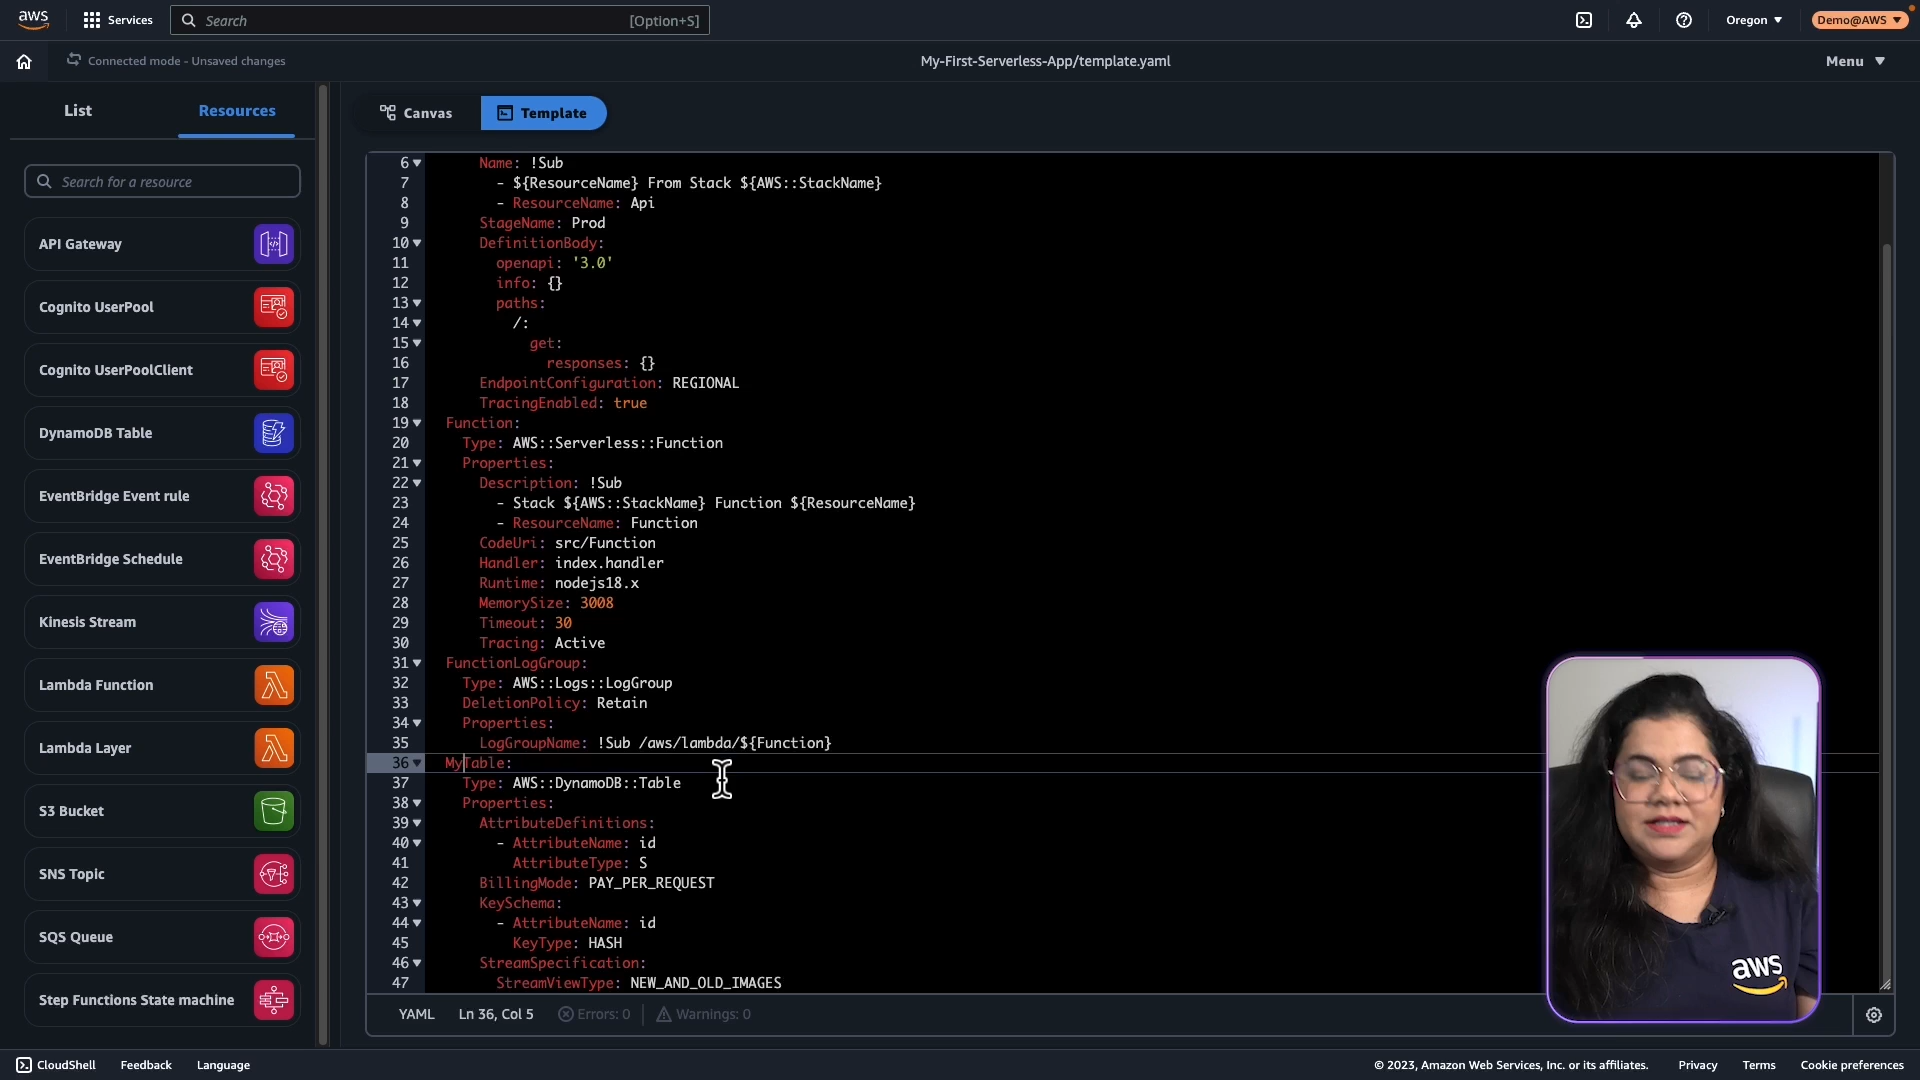 aws
Services
Search
[Option+S]
Oregon
Demo@AWS
Connected mode - Unsaved changes
My-First-Serverless-App/template.yaml
Menu
List
Resources
Search for a resource
API Gateway
Cognito UserPool
Cognito UserPoolClient
DynamoDB Table
EventBridge Event rule
EventBridge Schedule
Kinesis Stream
Lambda Function
Lambda Layer
S3 Bucket
SNS Topic
SQS Queue
Step Functions State machine
Canvas
Template
6 Name: !Sub
7 - ${ResourceName} From Stack ${AWS::StackName}
8 - ResourceName: Api
9 StageName: Prod
10 DefinitionBody:
11 openapi: '3.0'
12 info: {}
13 paths:
14 /:
15 get:
16 responses: {}
17 EndpointConfiguration: REGIONAL
18 TracingEnabled: true
19 Function:
20 Type: AWS::Serverless::Function
21 Properties:
22 Description: !Sub
23 - Stack ${AWS::StackName} Function ${ResourceName}
24 - ResourceName: Function
25 CodeUri: src/Function
26 Handler: index.handler
27 Runtime: nodejs18.x
28 MemorySize: 3008
29 Timeout: 30
30 Tracing: Active
31 FunctionLogGroup:
32 Type: AWS::Logs::LogGroup
33 DeletionPolicy: Retain
34 Properties:
35 LogGroupName: !Sub /aws/lambda/${Function}
36 MyTable:
37 Type: AWS::DynamoDB::Table
38 Properties:
39 AttributeDefinitions:
40 - AttributeName: id
41 AttributeType: S
42 BillingMode: PAY_PER_REQUEST
43 KeySchema:
44 - AttributeName: id
45 KeyType: HASH
46 StreamSpecification:
47 StreamViewType: NEW_AND_OLD_IMAGES
YAML
Ln 36, Col 5
Errors: 0
Warnings: 0
aws
CloudShell
Feedback
Language
© 2023, Amazon Web Services, Inc. or its affiliates.
Privacy
Terms
Cookie preferences